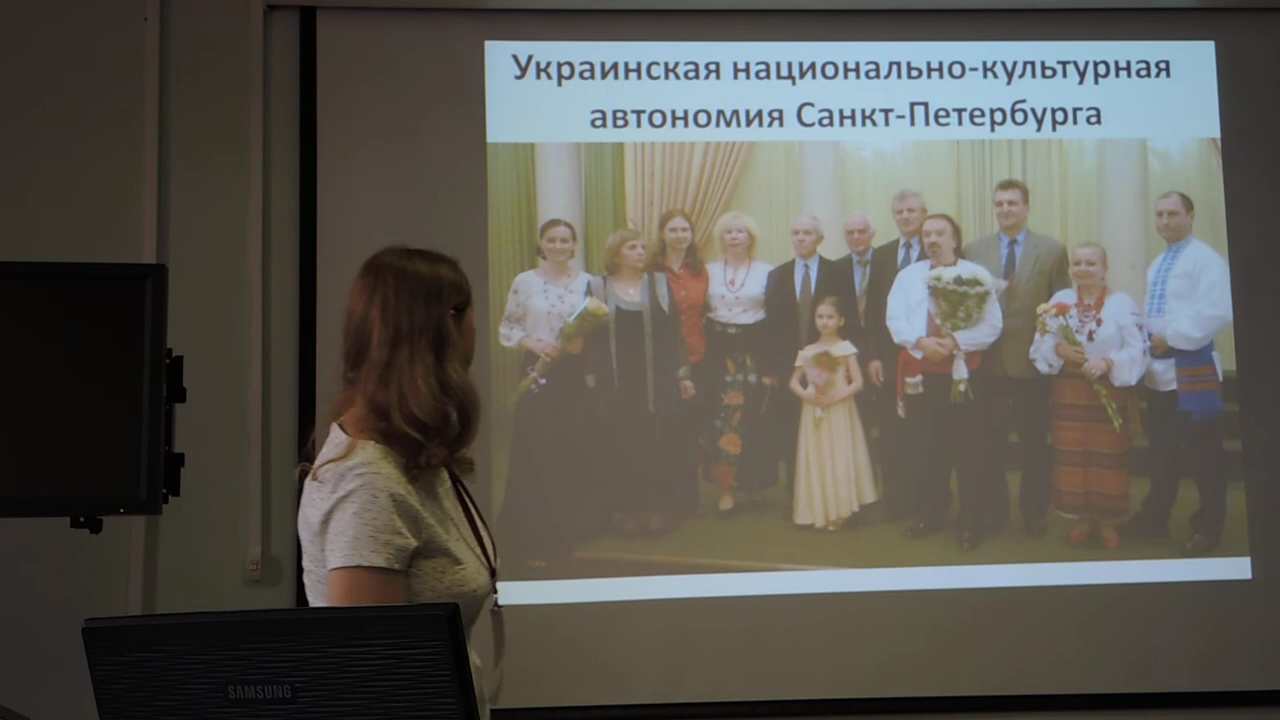 Украинская национально-культурная
автономия Санкт-Петербурга
SAMSUNG